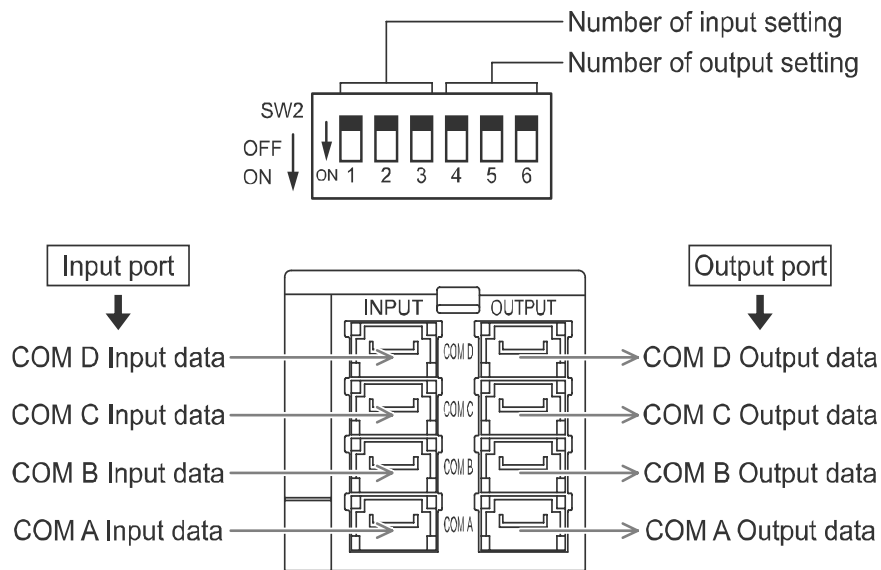 Number of input setting
Number of output setting
SW2
OFF
ON
ON 1 2 3 4 5 6
Input port
Output port
INPUT OUTPUT
COM D Input data COM D COM D Output data
COM C Input data COM C COM C Output data
COM B Input data COM B COM B Output data
COM A Input data COM A COM A Output data